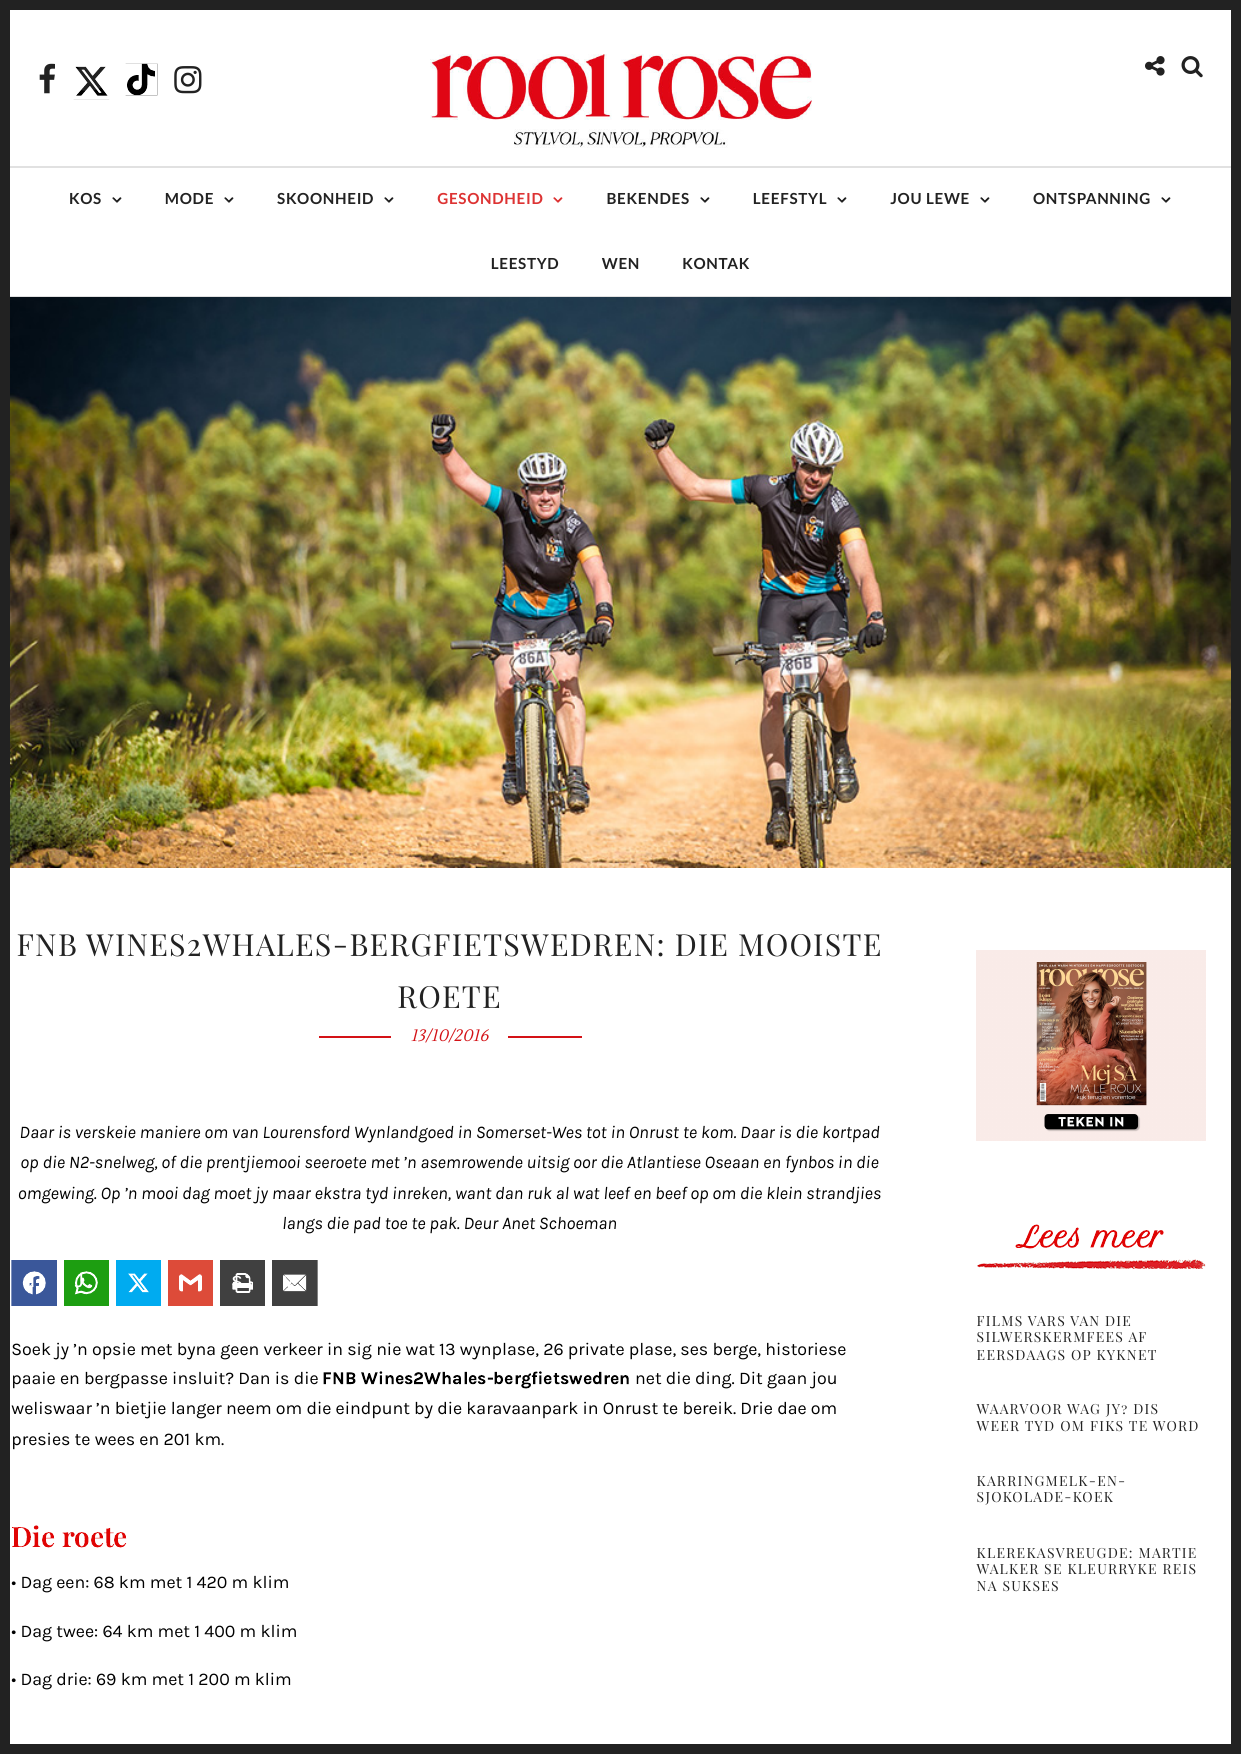 rooi rose
STYLVOL, SINVOL, PROPVOL.
KOS MODE SKOONHEID GESONDHEID BEKENDES LEEFSTYL JOU LEWE ONTSPANNING
LEESTYD WEN KONTAK
86A
86B
FNB WINES2WHALES-BERGFIETSWEDREN: DIE MOOISTE
ROETE
13/10/2016
Daar is verskeie maniere om van Lourensford Wynlandgoed in Somerset-Wes tot in Onrust te kom. Daar is die kortpad
op die N2-snelweg, of die prentjiemooi seeroete met ’n asemrowende uitsig oor die Atlantiese Oseaan en fynbos in die
omgewing. Op ’n mooi dag moet jy maar ekstra tyd inreken, want dan ruk al wat leef en beef op om die klein strandjies
langs die pad toe te pak. Deur Anet Schoeman
Soek jy ’n opsie met byna geen verkeer in sig nie wat 13 wynplase, 26 private plase, ses berge, historiese
paaie en bergpasse insluit? Dan is die FNB Wines2Whales-bergfietswedren net die ding. Dit gaan jou
weliswaar ’n bietjie langer neem om die eindpunt by die karavaanpark in Onrust te bereik. Drie dae om
presies te wees en 201 km.
Die roete
• Dag een: 68 km met 1 420 m klim
• Dag twee: 64 km met 1 400 m klim
• Dag drie: 69 km met 1 200 m klim
rooi rose
Mej SA
MIA LE ROUX
kyk terug en vorentoe
TEKEN IN
Lees meer
FILMS VARS VAN DIE
SILWERSKERMFEES AF
EERSDAAGS OP KYKNET
WAARVOOR WAG JY? DIS
WEER TYD OM FIKS TE WORD
KARRINGMELK-EN-
SJOKOLADE-KOEK
KLEREKASVREUGDE: MARTIE
WALKER SE KLEURRYKE REIS
NA SUKSES